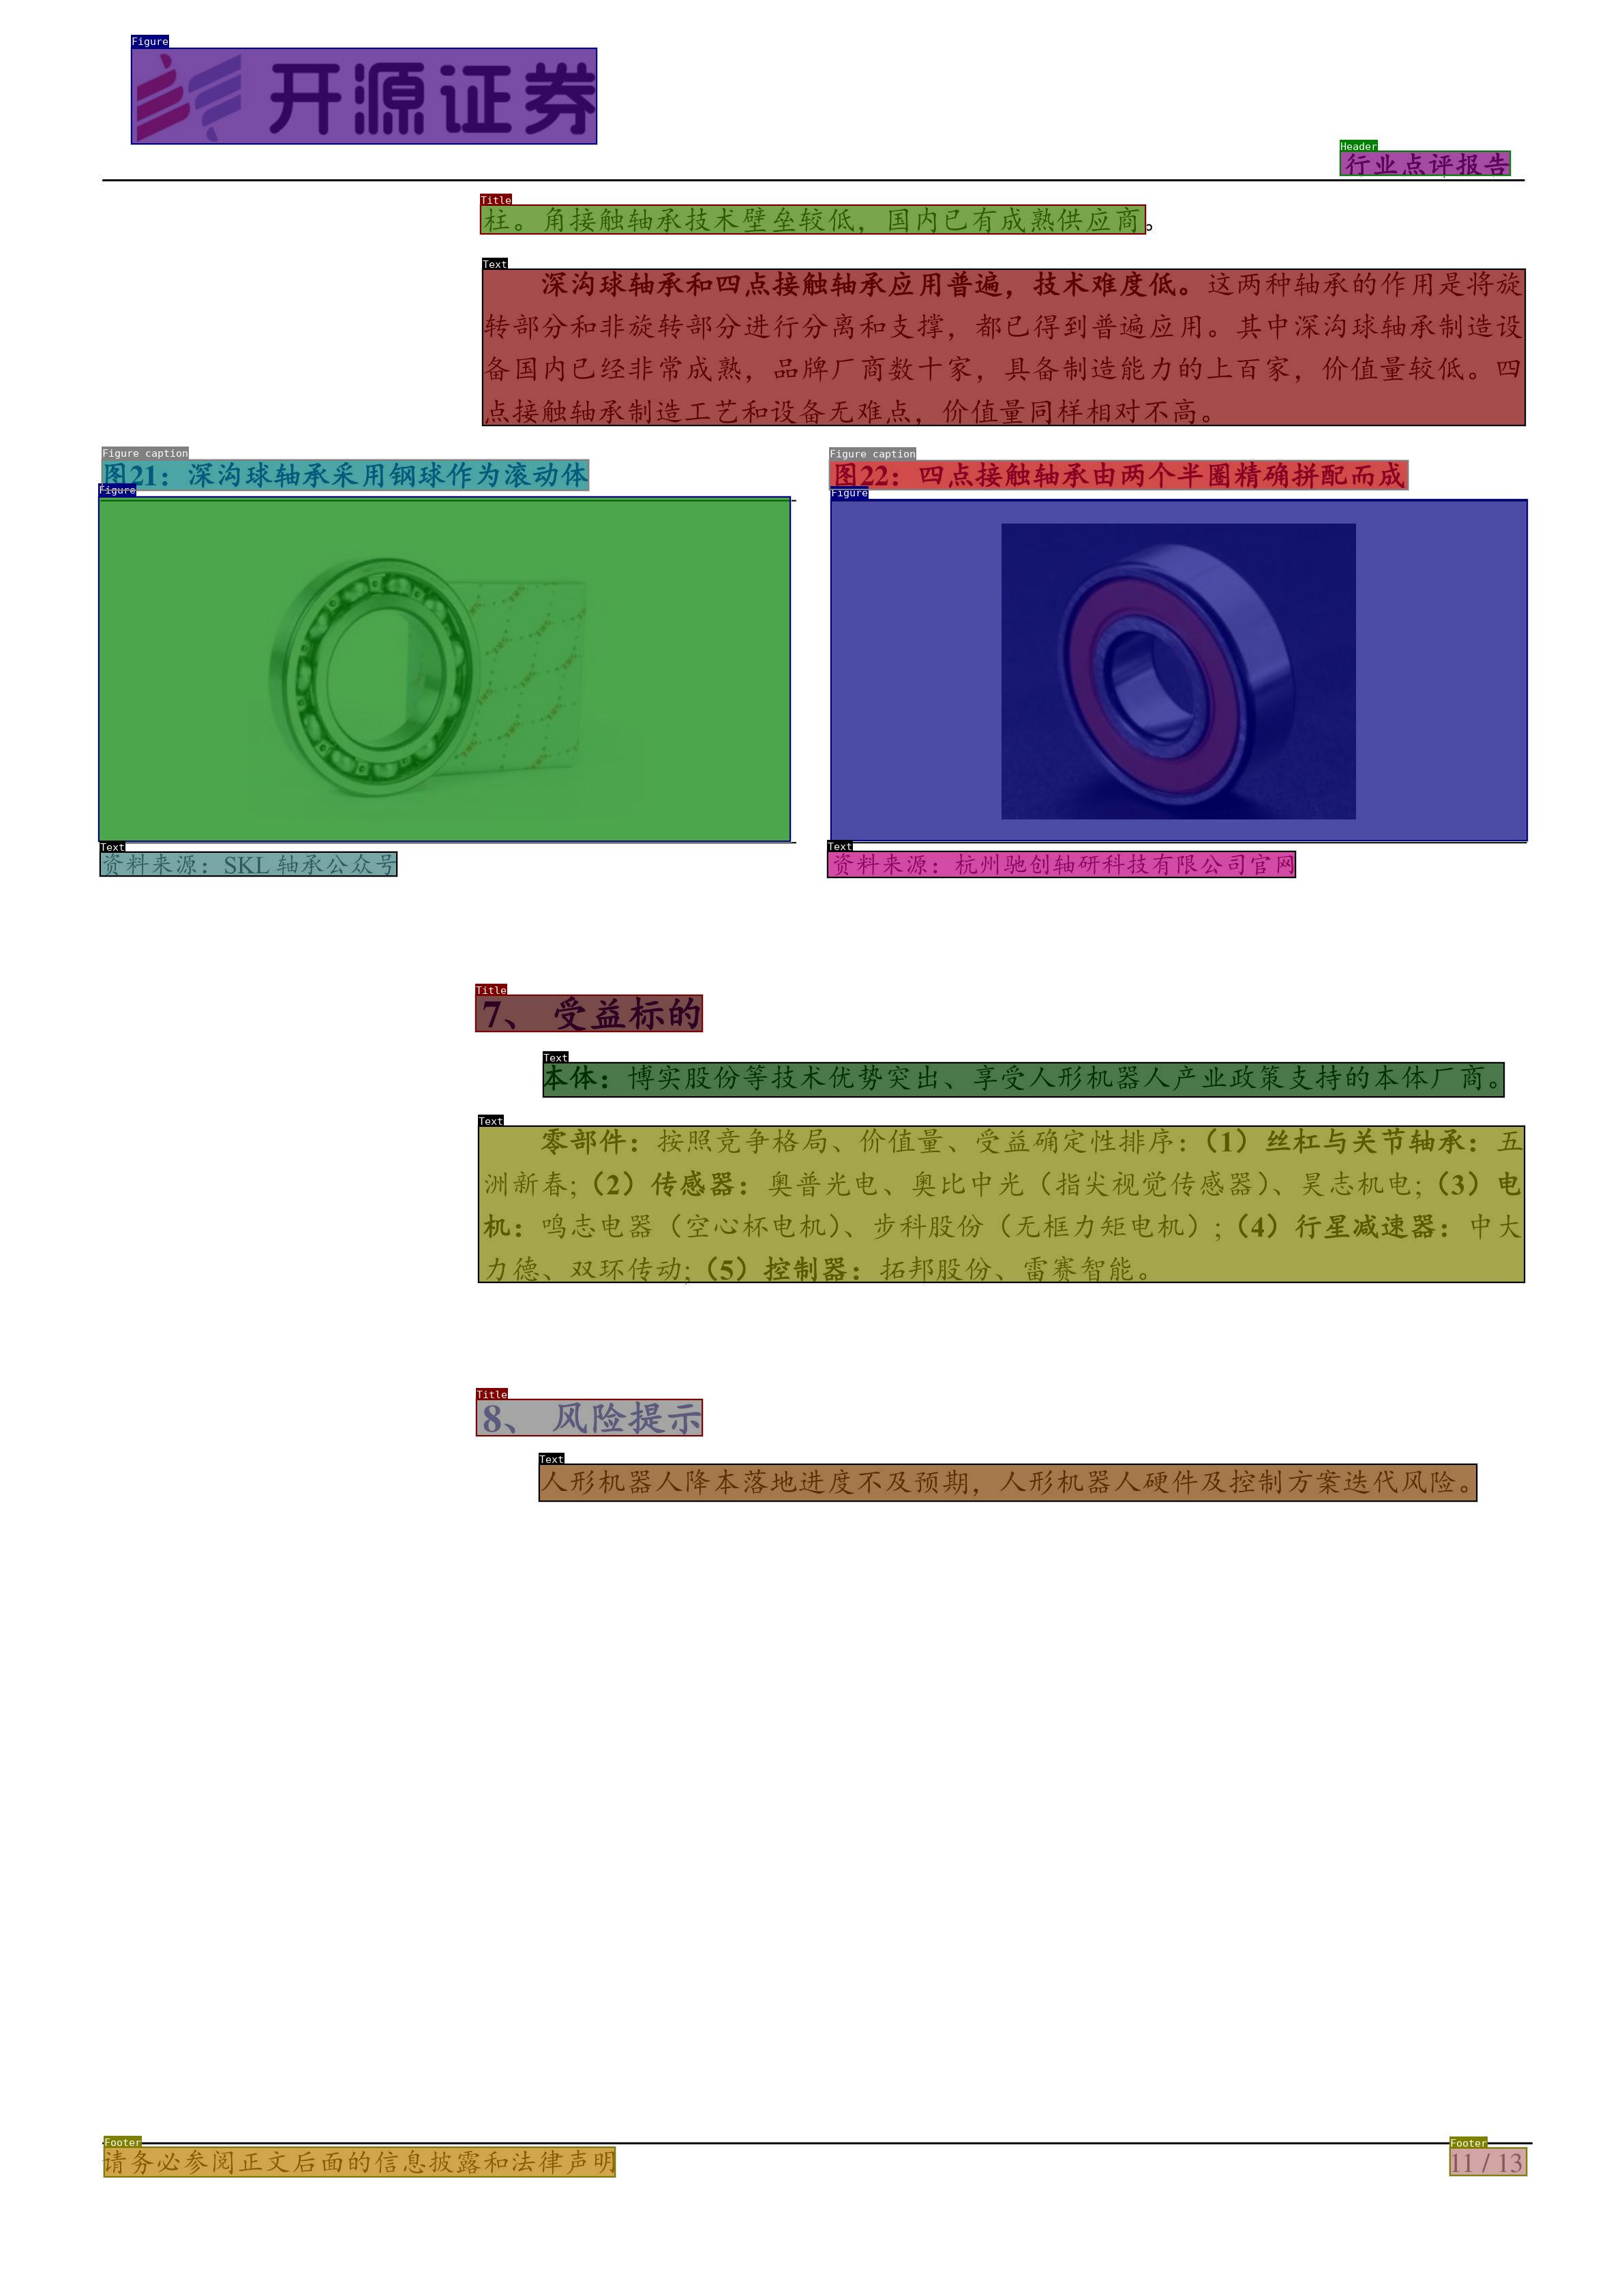 Figure
开源证券
Header
行业点评报告
Title
柱。角接触轴承技术壁垒较低，国内已有成熟供应商。
Text
深沟球轴承和四点接触轴承应用普遍，技术难度低。这两种轴承的作用是将旋
转部分和非旋转部分进行分离和支撑，都已得到普遍应用。其中深沟球轴承制造设
备国内已经非常成熟，品牌厂商数十家，具备制造能力的上百家，价值量较低。四
点接触轴承制造工艺和设备无难点，价值量同样相对不高。
Figure caption
图21：深沟球轴承采用钢球作为滚动体
Figure
Figure caption
图22：四点接触轴承由两个半圈精确拼配而成
Figure
Text
资料来源：SKL 轴承公众号
Text
资料来源：杭州驰创轴研科技有限公司官网
Title
7、 受益标的
Text
本体：博实股份等技术优势突出、享受人形机器人产业政策支持的本体厂商。
Text
零部件：按照竞争格局、价值量、受益确定性排序：（1）丝杠与关节轴承：五
洲新春;（2）传感器：奥普光电、奥比中光（指尖视觉传感器）、昊志机电;（3）电
机：鸣志电器（空心杯电机）、步科股份（无框力矩电机）;（4）行星减速器：中大
力德、双环传动;（5）控制器：拓邦股份、雷赛智能。
Title
8、 风险提示
Text
人形机器人降本落地进度不及预期，人形机器人硬件及控制方案迭代风险。
Footer
请务必参阅正文后面的信息披露和法律声明
Footer
11 / 13